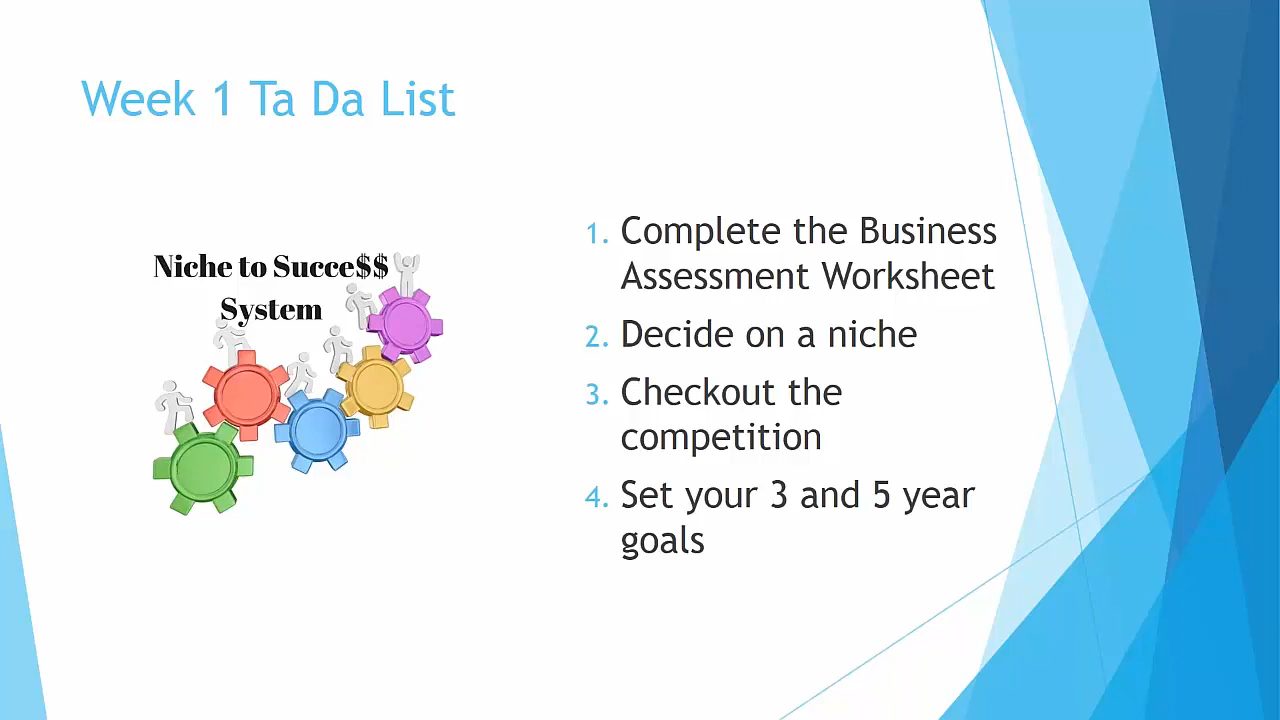 Week 1 Ta Da List
Niche to Succe$$
System
1. Complete the Business
Assessment Worksheet
2. Decide on a niche
3. Checkout the
competition
4. Set your 3 and 5 year
goals